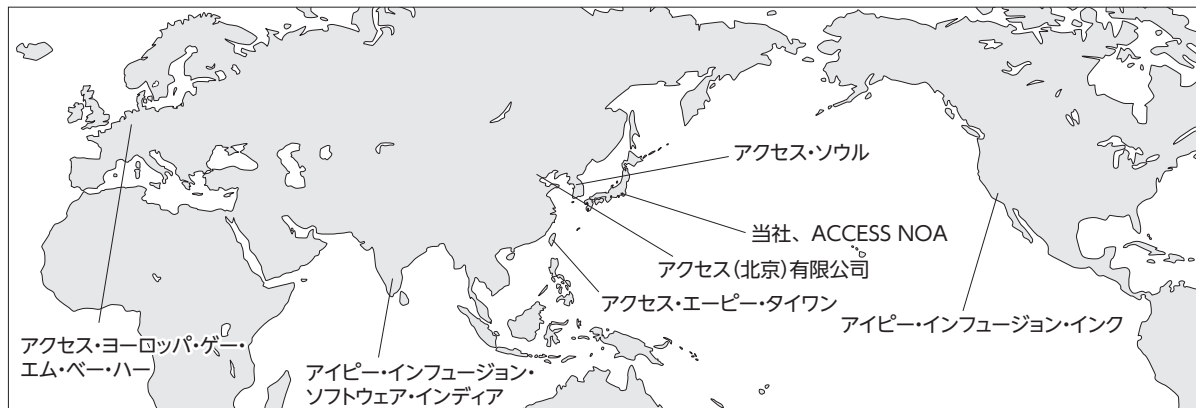 アクセス・ソウル
当社、ACCESS NOA
アクセス（北京）有限公司
アクセス・エーピー・タイワン
アイピー・インフュージョン・インク
アクセス・ヨーロッパ・ゲー・
エム・ベー・ハー
アイピー・インフュージョン・
ソフトウェア・インディア